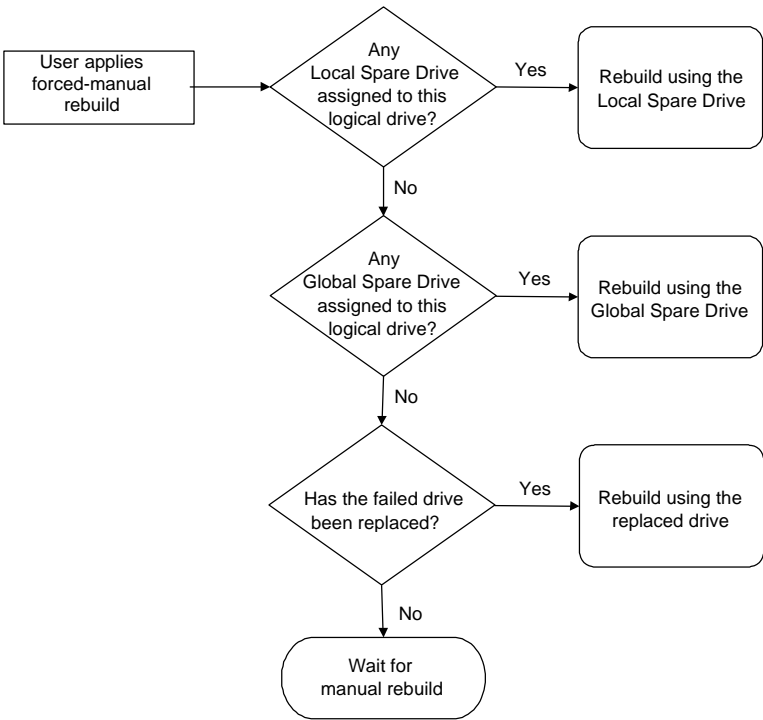 User applies
forced-manual
rebuild
Any
Local Spare Drive
assigned to this
logical drive?
Yes
Rebuild using the
Local Spare Drive
No
Any
Global Spare Drive
assigned to this
logical drive?
Yes
Rebuild using the
Global Spare Drive
No
Has the failed drive
been replaced?
Yes
Rebuild using the
replaced drive
No
Wait for
manual rebuild